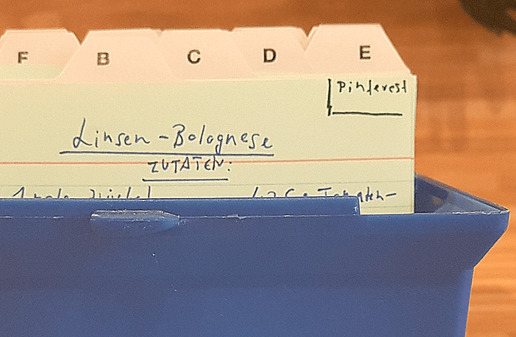 F B C D E
Pinterest
Linsen-Bolognese
ZUTATEN: